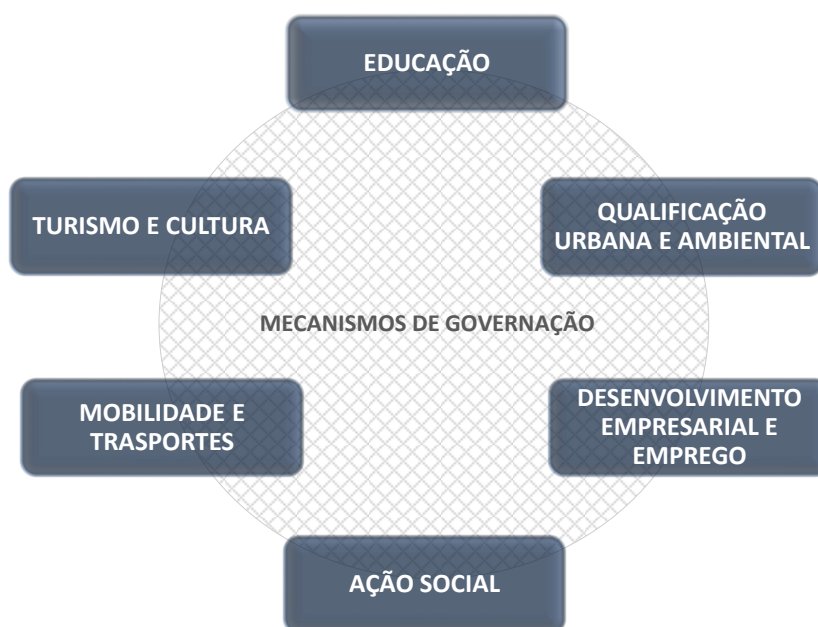 EDUCAÇÃO
TURISMO E CULTURA
QUALIFICAÇÃO
URBANA E AMBIENTAL
MECANISMOS DE GOVERNAÇÃO
MOBILIDADE E
TRASPORTES
DESENVOLVIMENTO
EMPRESARIAL E
EMPREGO
AÇÃO SOCIAL